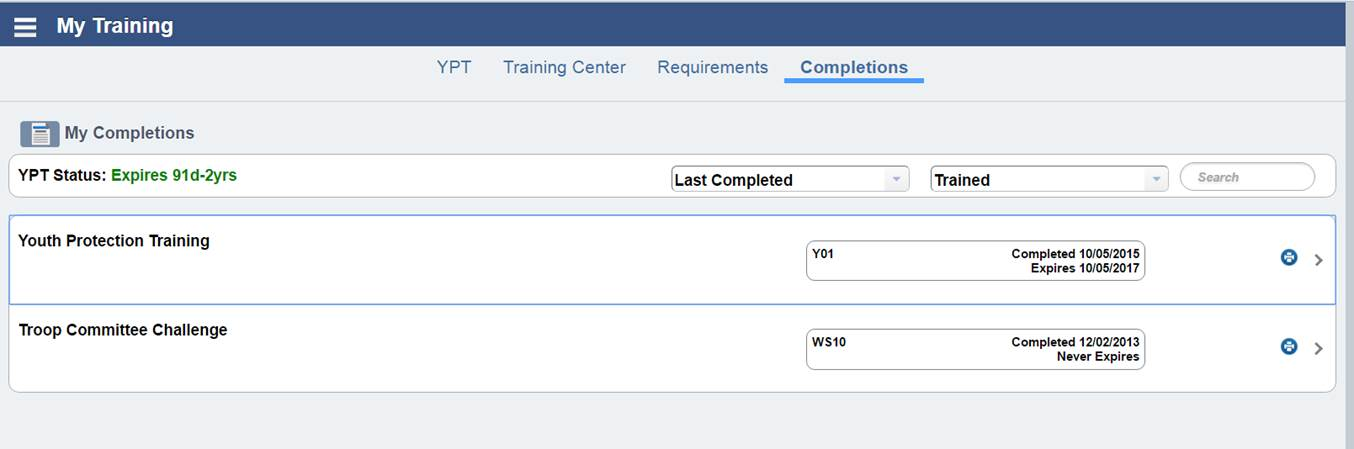 My Training
YPT Training Center Requirements Completions
My Completions
YPT Status: Expires 91d-2yrs Last Completed Trained Search
Youth Protection Training
Y01 Completed 10/05/2015
Expires 10/05/2017
Troop Committee Challenge
WS10 Completed 12/02/2013
Never Expires